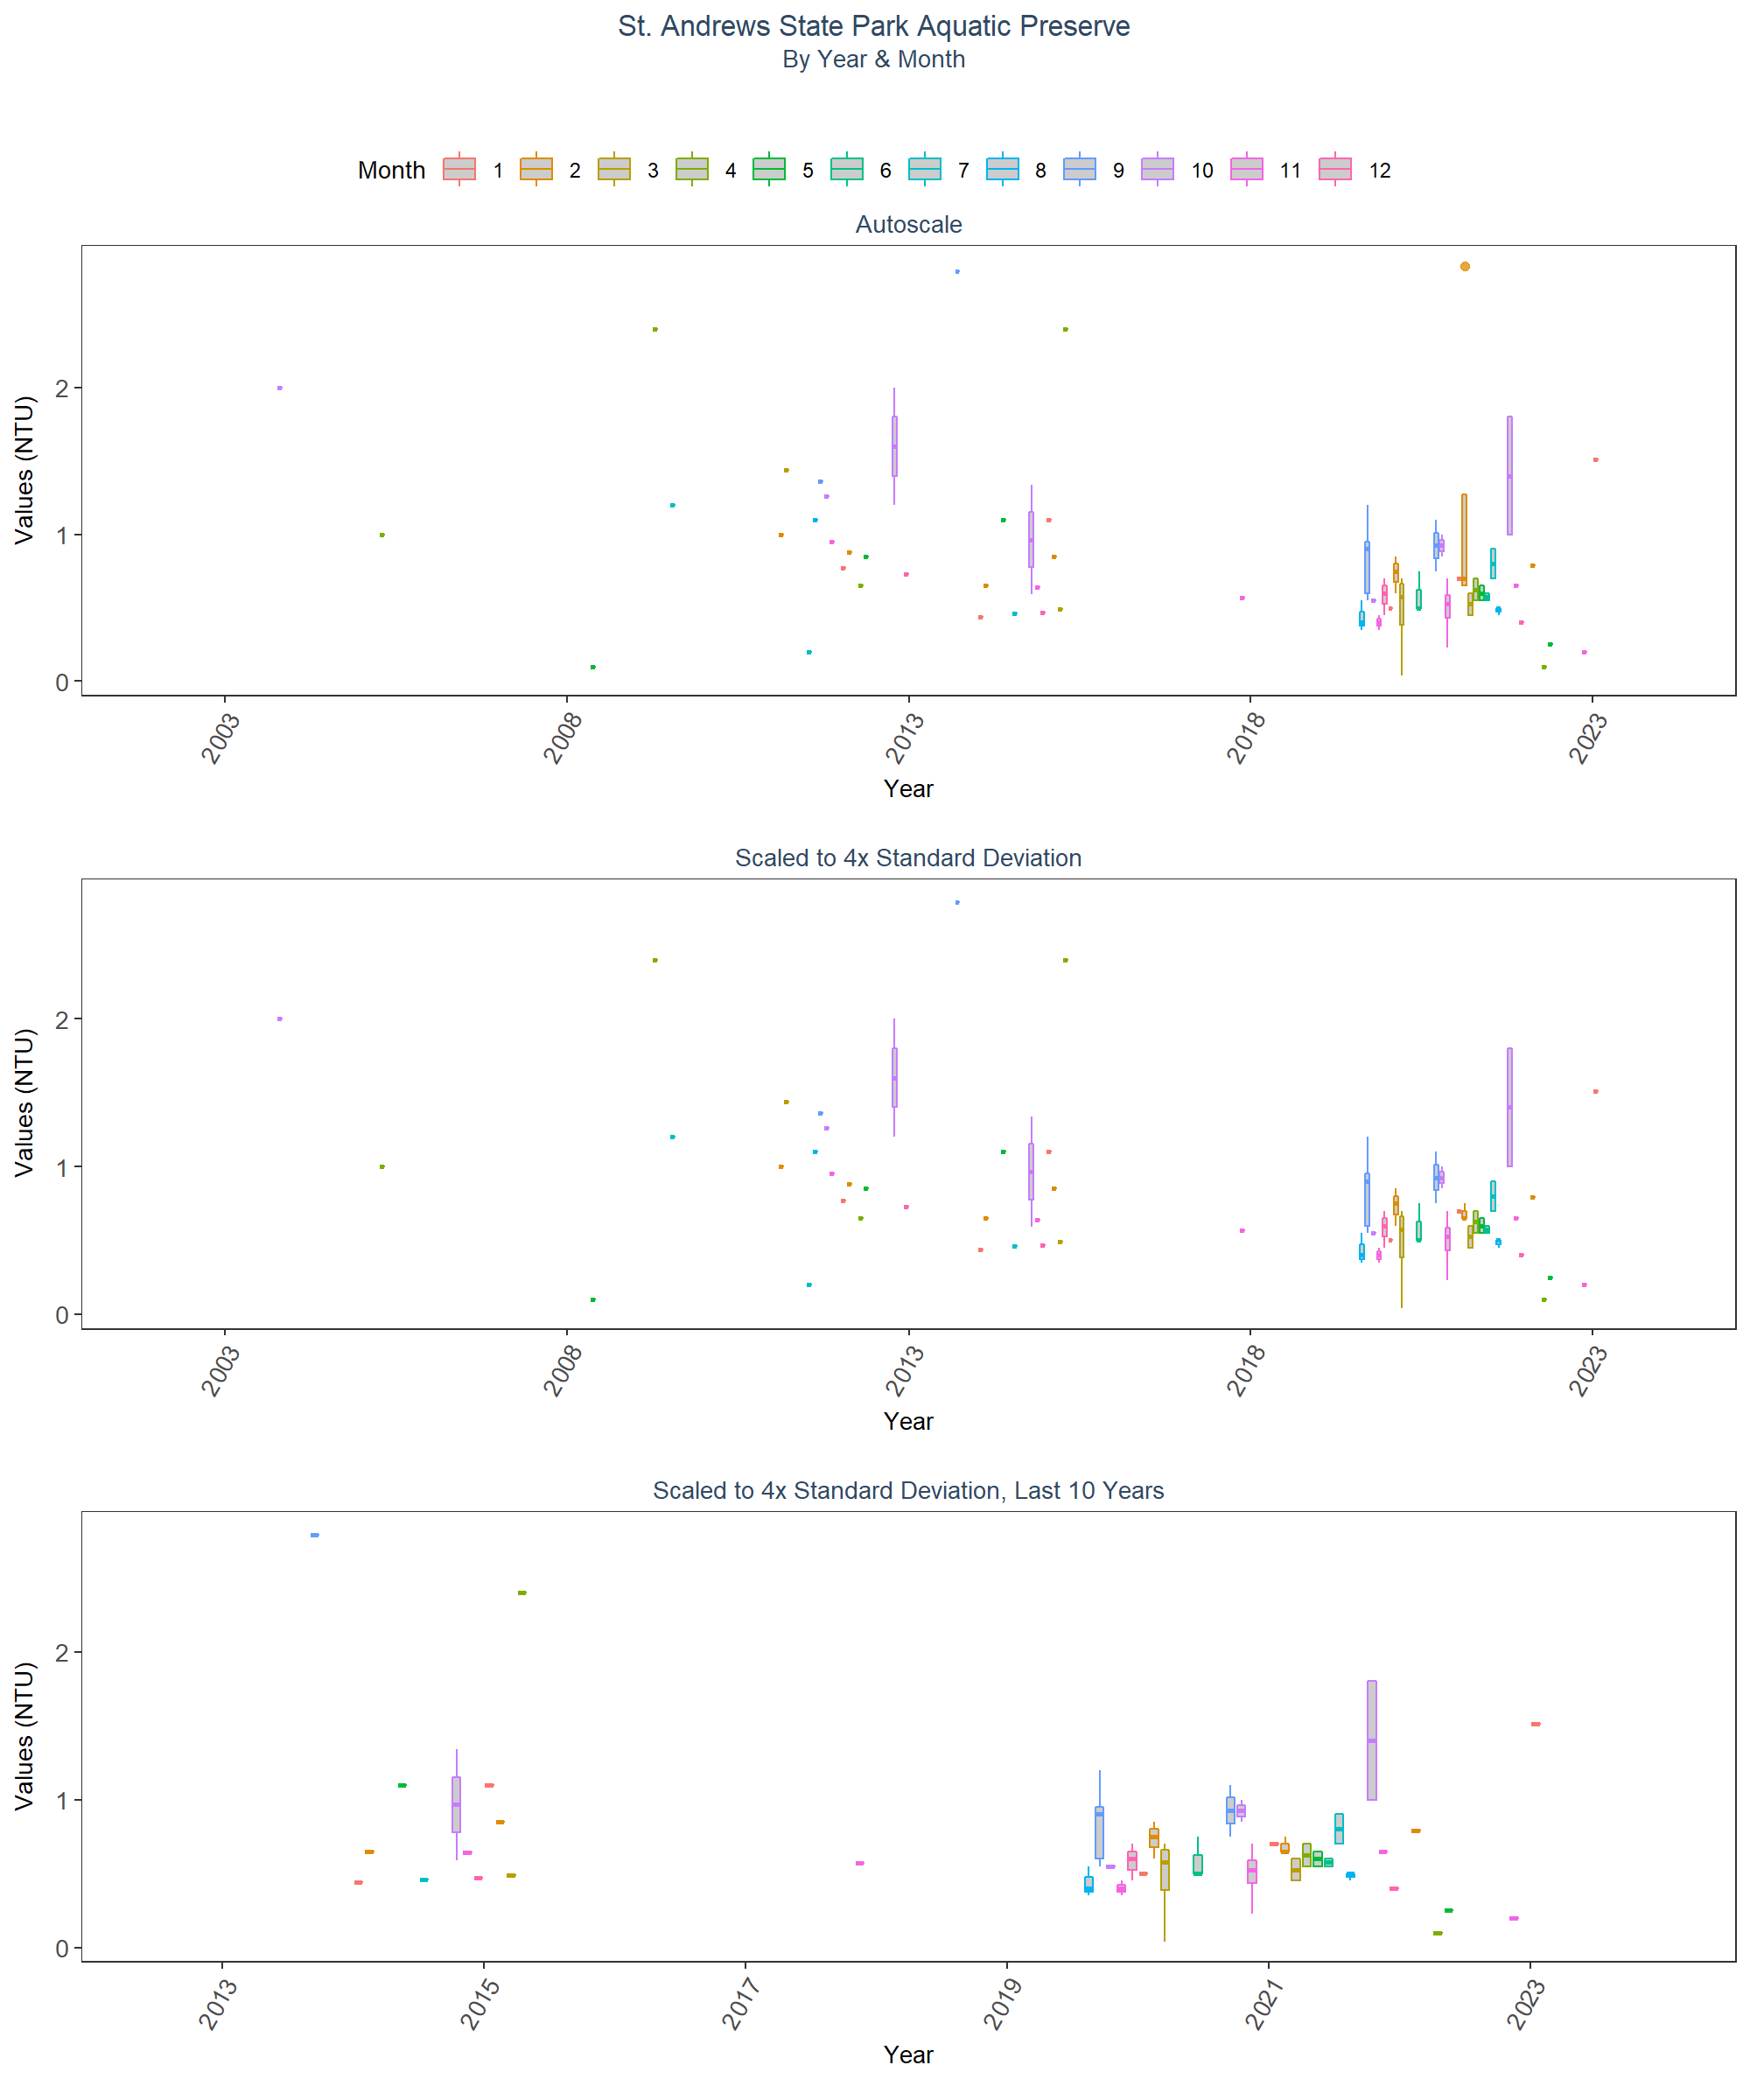 St. Andrews State Park Aquatic Preserve
By Year & Month
Month 1 2 3 4 5 6 7 8 9 10 11 12
Autoscale
Values (NTU)
2
1
0
2003 2008 2013 2018 2023
Year
Scaled to 4x Standard Deviation
Values (NTU)
2
1
0
2003 2008 2013 2018 2023
Year
Scaled to 4x Standard Deviation, Last 10 Years
Values (NTU)
2
1
0
2013 2015 2017 2019 2021 2023
Year